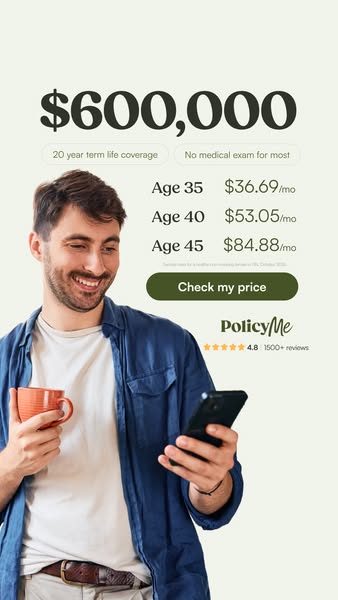 $600,000
20 year term life coverage
No medical exam for most
Age 35 $36.69/mo
Age 40 $53.05/mo
Age 45 $84.88/mo
Check my price
PolicyMe
4.8 | 1500+ reviews